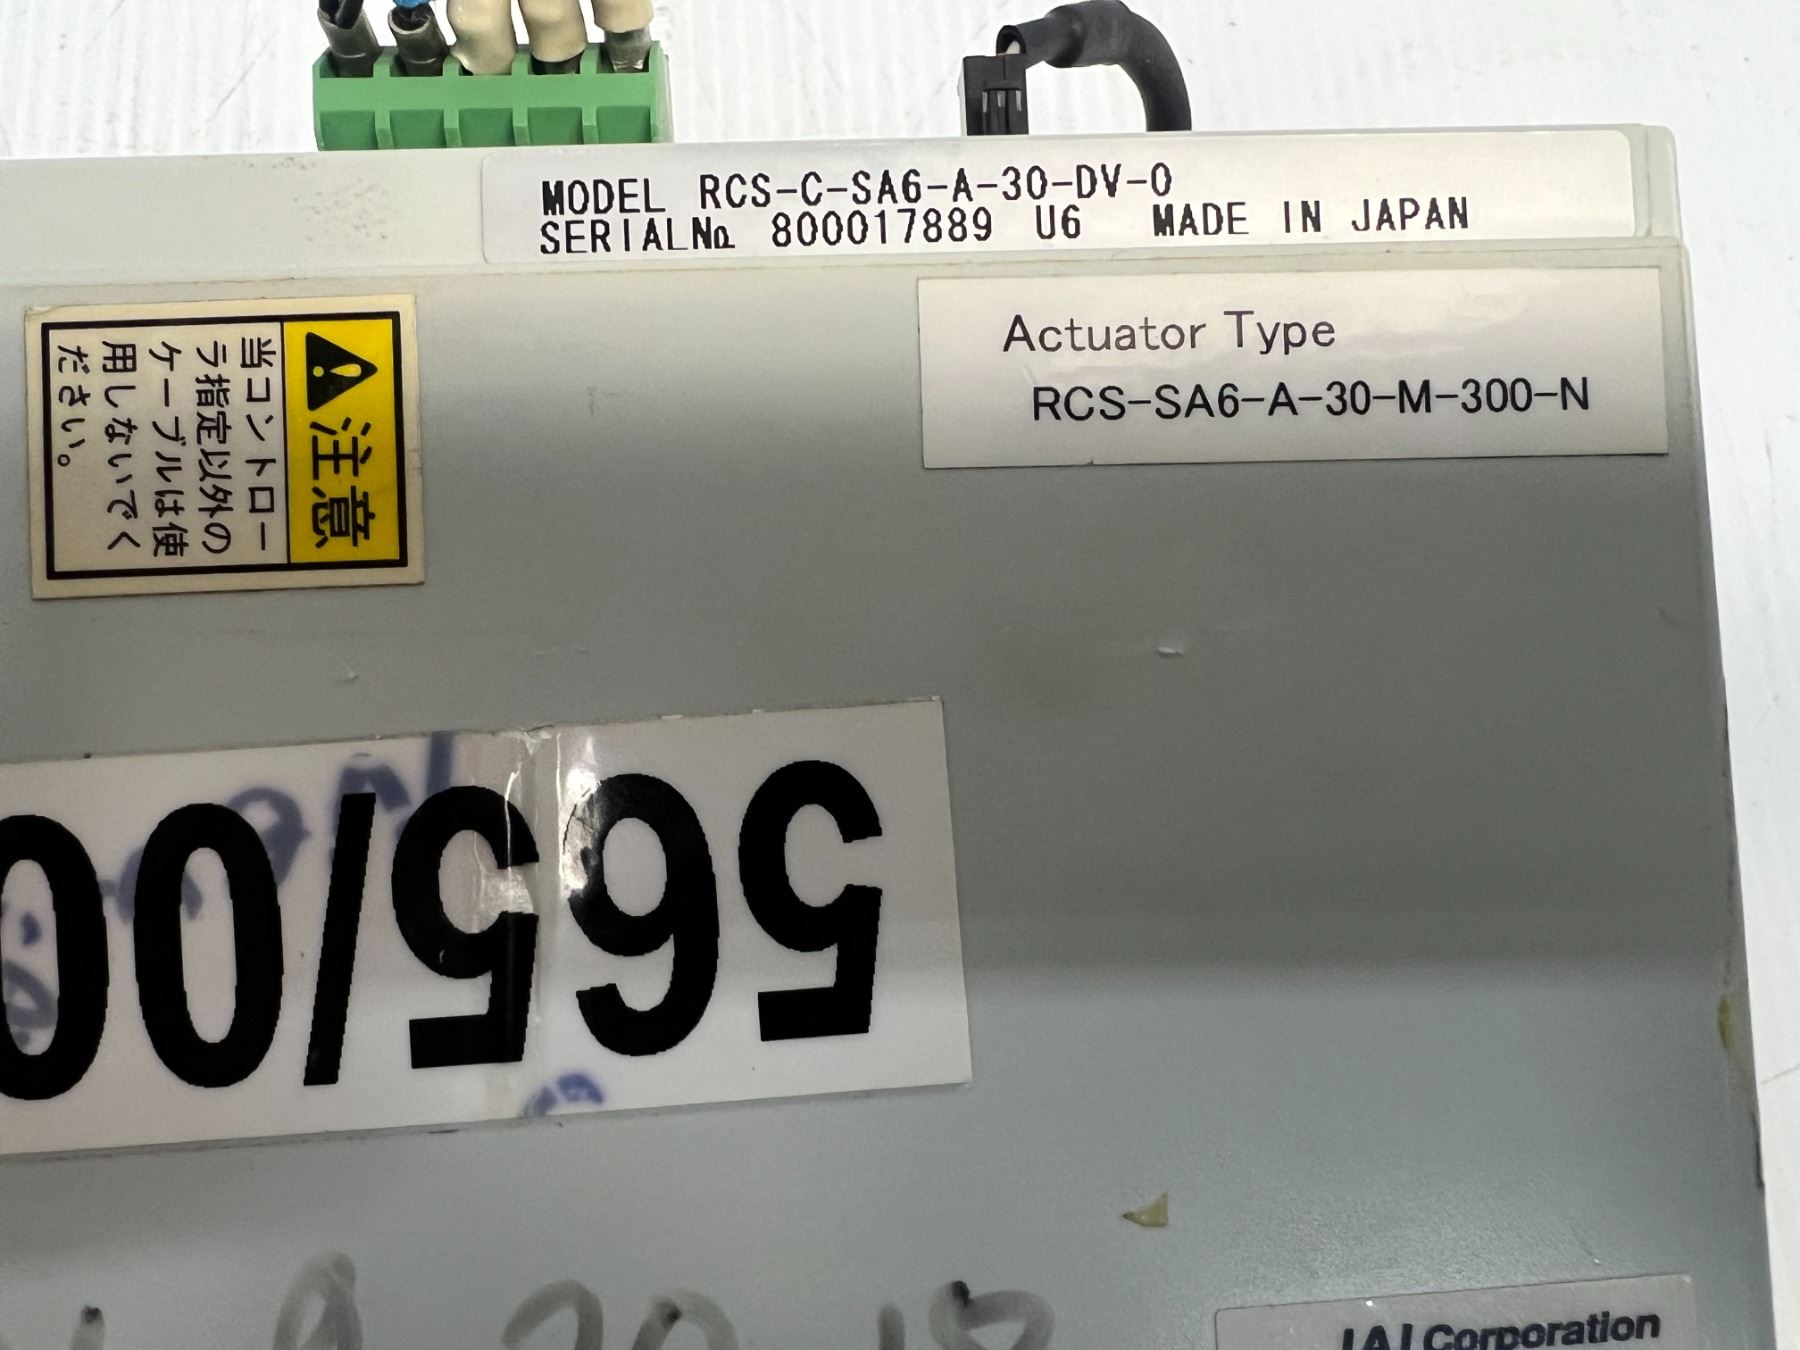 MODEL RCS-C-SA6-A-30-DV-0
SERIAL№ 800017889 U6 MADE IN JAPAN
Actuator Type
RCS-SA6-A-30-M-300-N
注意
当コントロー
ラ指定以外の
ケーブルは使
用しないでく
ださい。
565/00
IAI Corporation